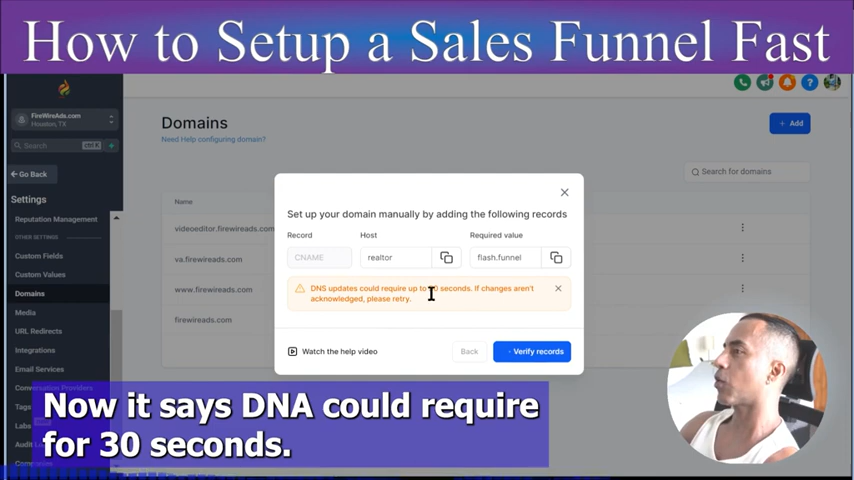 How to Setup a Sales Funnel Fast
FireWireAds.com
Houston, TX
Search
ctrl K
Go Back
Settings
Reputation Management
OTHER SETTINGS
Custom Fields
Custom Values
Domains
Media
URL Redirects
Integrations
Email Services
Conversation Providers
Tags
Labs
Domains
Need Help configuring domain?
+ Add
Search for domains
Name
videoeditor.firewireads.com
va.firewireads.com
www.firewireads.com
firewireads.com
Set up your domain manually by adding the following records
Record Host Required value
CNAME realtor flash.funnel
DNS updates could require up to seconds. If changes aren't
acknowledged, please retry.
Watch the help video
Back
Verify records
Now it says DNA could require
for 30 seconds.